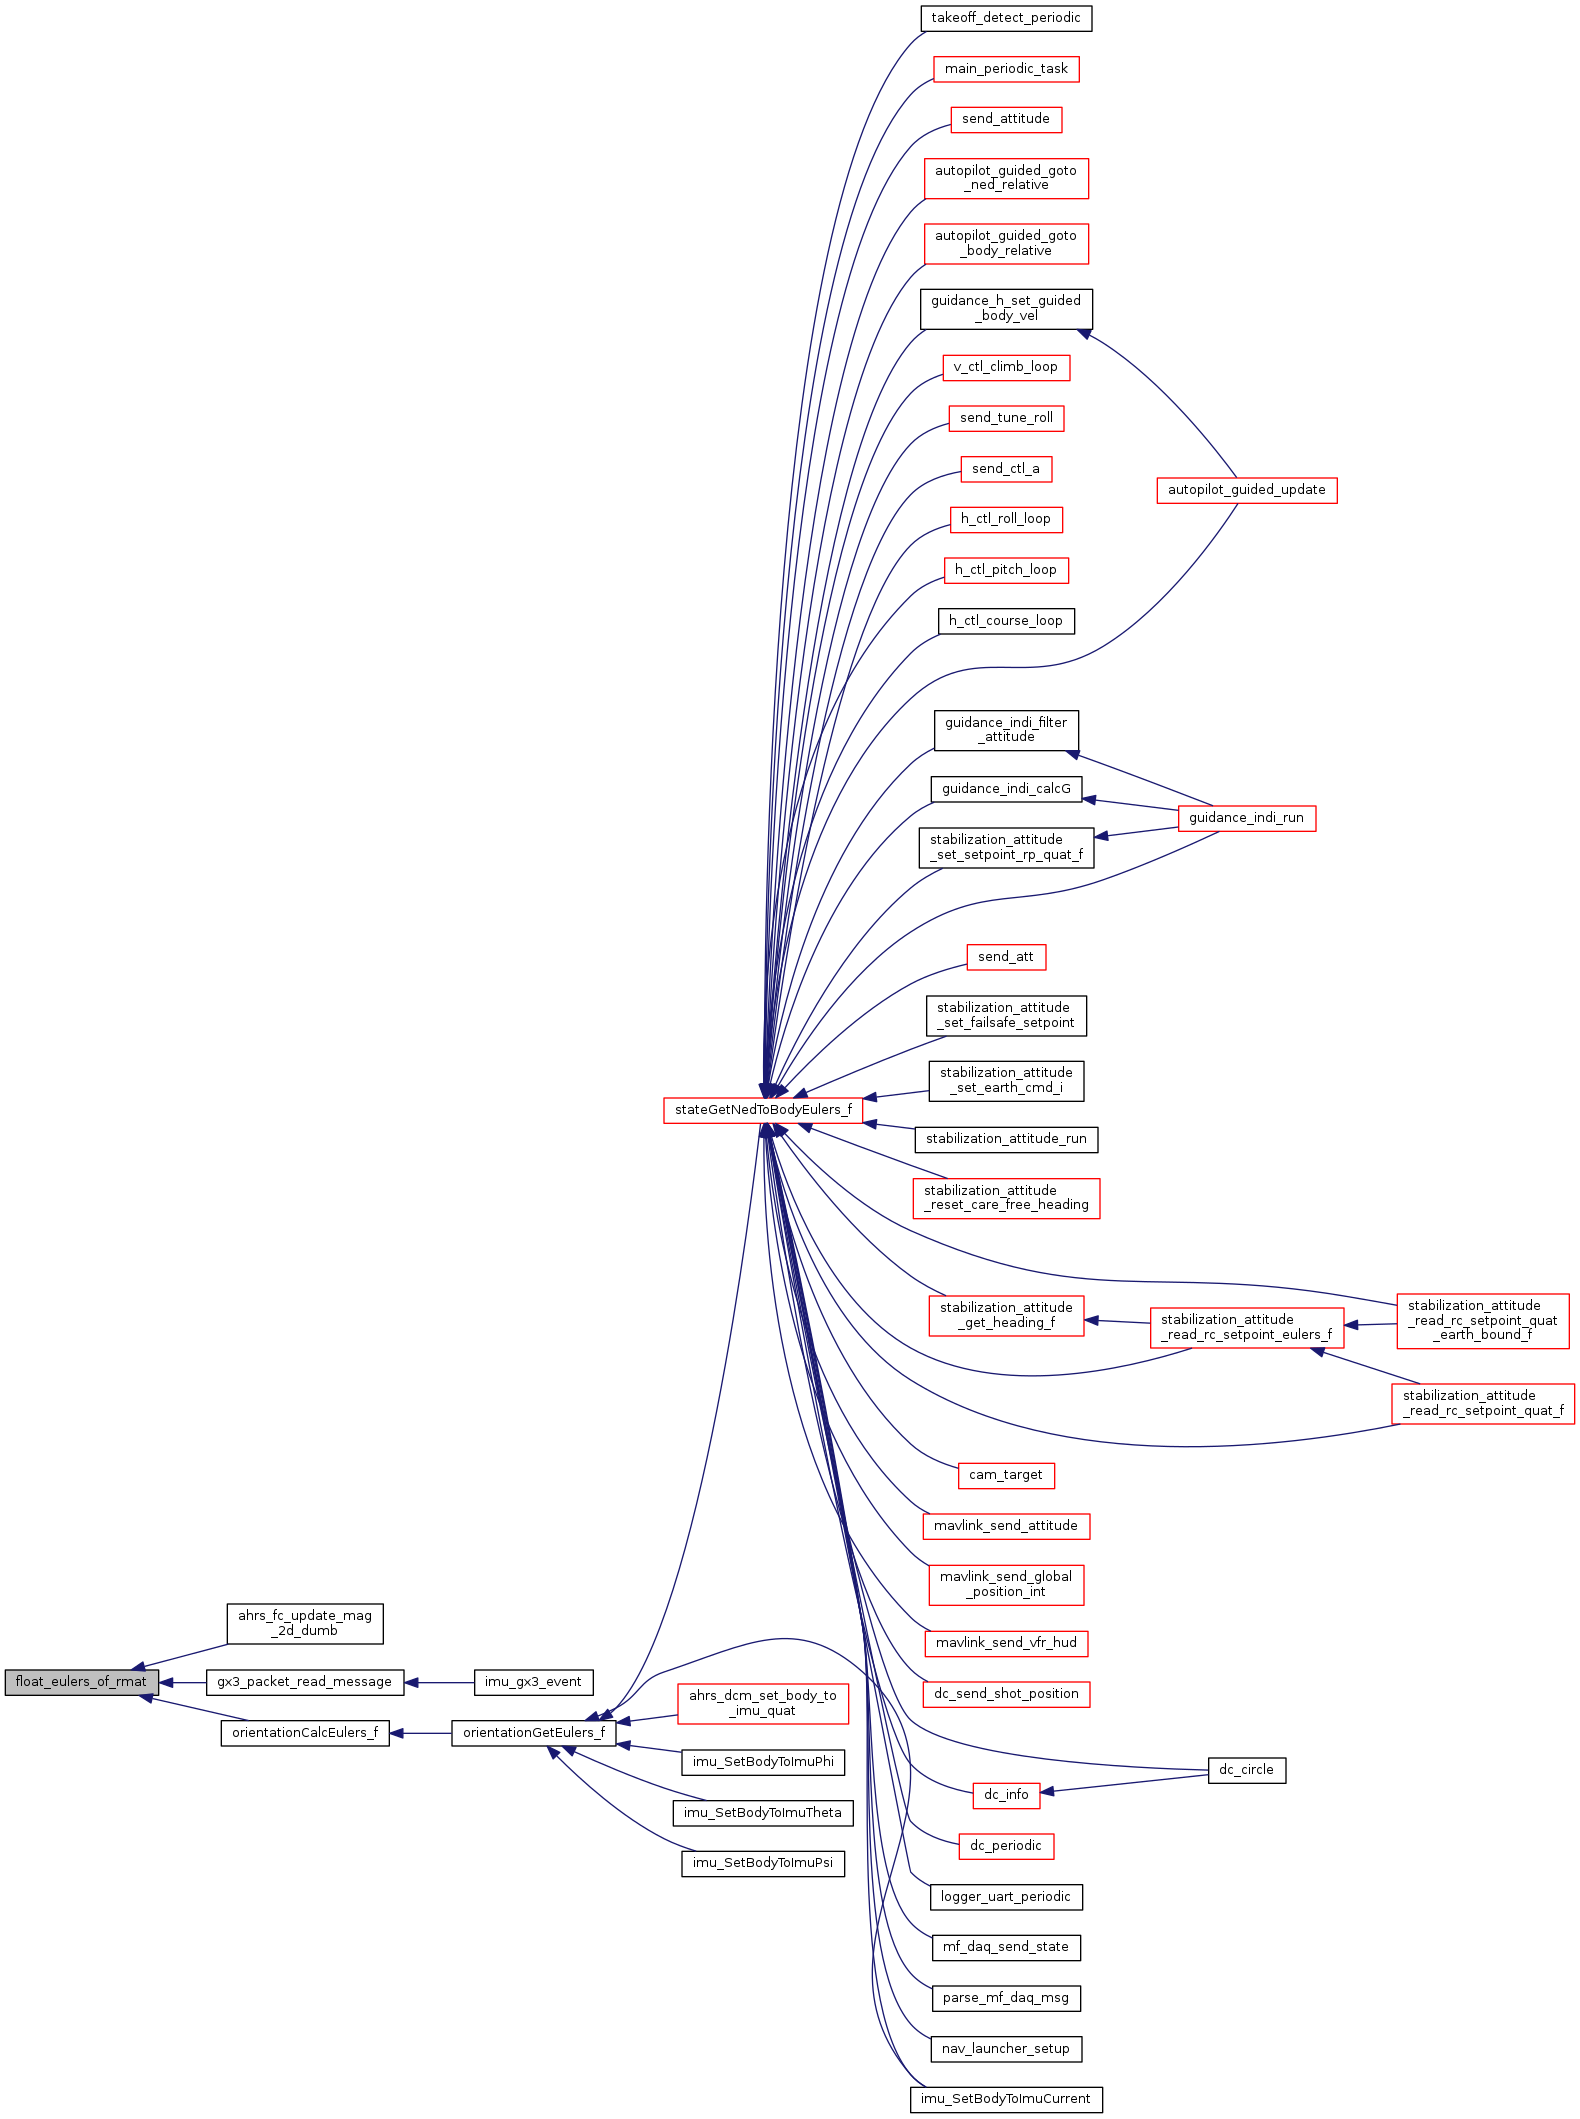 takeoff_detect_periodic
main_periodic_task
send_attitude
autopilot_guided_goto
_ned_relative
autopilot_guided_goto
_body_relative
guidance_h_set_guided
_body_vel
v_ctl_climb_loop
send_tune_roll
send_ctl_a
autopilot_guided_update
h_ctl_roll_loop
h_ctl_pitch_loop
h_ctl_course_loop
guidance_indi_filter
_attitude
guidance_indi_calcG
guidance_indi_run
stabilization_attitude
_set_setpoint_rp_quat_f
send_att
stabilization_attitude
_set_failsafe_setpoint
stabilization_attitude
_set_earth_cmd_i
stateGetNedToBodyEulers_f
stabilization_attitude_run
stabilization_attitude
_reset_care_free_heading
stabilization_attitude
_get_heading_f
stabilization_attitude
_read_rc_setpoint_eulers_f
stabilization_attitude
_read_rc_setpoint_quat
_earth_bound_f
stabilization_attitude
_read_rc_setpoint_quat_f
cam_target
mavlink_send_attitude
mavlink_send_global
_position_int
ahrs_fc_update_mag
_2d_dumb
mavlink_send_vfr_hud
float_eulers_of_rmat
gx3_packet_read_message
imu_gx3_event
dc_send_shot_position
ahrs_dcm_set_body_to
_imu_quat
orientationCalcEulers_f
orientationGetEulers_f
imu_SetBodyToImuPhi
dc_circle
dc_info
imu_SetBodyToImuTheta
dc_periodic
imu_SetBodyToImuPsi
logger_uart_periodic
mf_daq_send_state
parse_mf_daq_msg
nav_launcher_setup
imu_SetBodyToImuCurrent